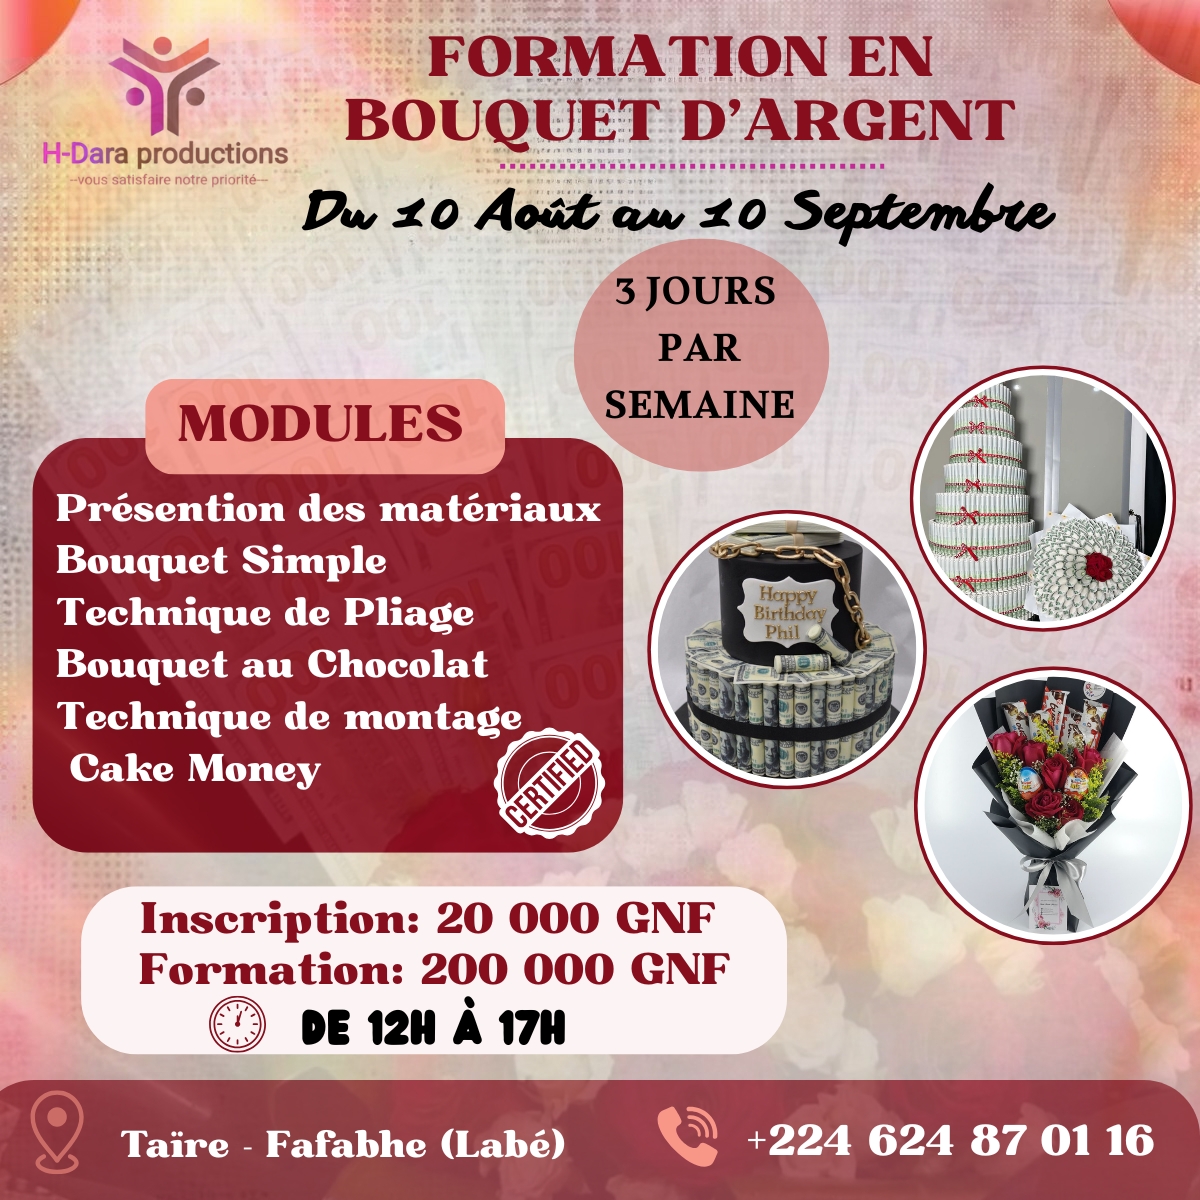 H-Dara productions
--vous satisfaire notre priorité--
FORMATION EN
BOUQUET D'ARGENT
Du 10 Août au 10 Septembre
3 JOURS
PAR
SEMAINE
MODULES
Présention des matériaux
Bouquet Simple
Technique de Pliage
Bouquet au Chocolat
Technique de montage
Cake Money
CERTIFIED
Happy
Birthday
Phil
Inscription: 20 000 GNF
Formation: 200 000 GNF
DE 12H À 17H
Taïre - Fafabhe (Labé)
+224 624 87 01 16